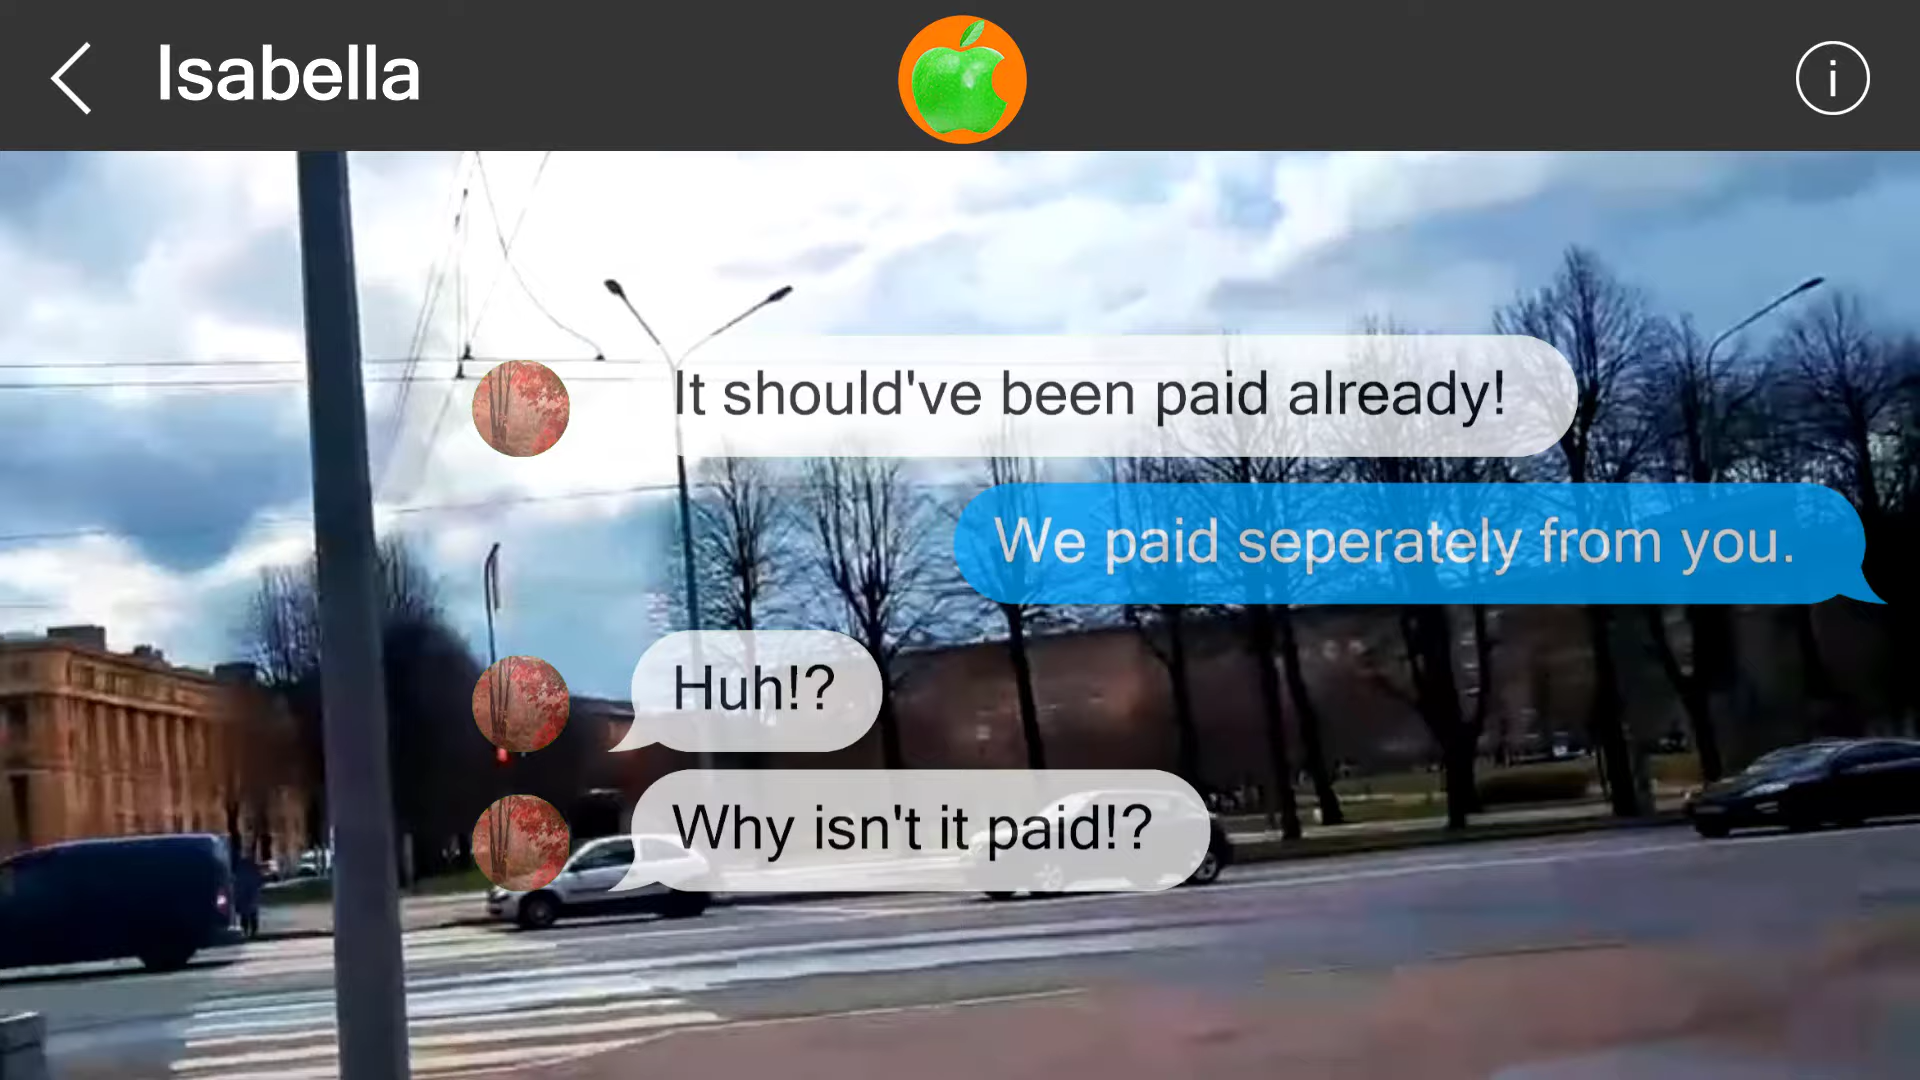 Isabella
i
It should've been paid already!
We paid seperately from you.
Huh!?
Why isn't it paid!?